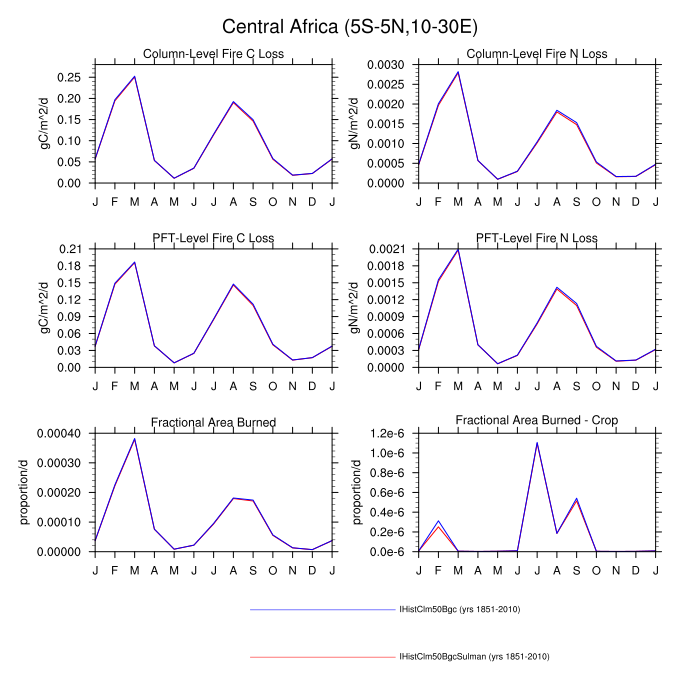 Central Africa (5S-5N,10-30E)
Column-Level Fire C Loss
gC/m^2/d
0.25
0.20
0.15
0.10
0.05
0.00
J F M A M J J A S O N D J
Column-Level Fire N Loss
gN/m^2/d
0.0030
0.0025
0.0020
0.0015
0.0010
0.0005
0.0000
J F M A M J J A S O N D J
PFT-Level Fire C Loss
gC/m^2/d
0.21
0.18
0.15
0.12
0.09
0.06
0.03
0.00
J F M A M J J A S O N D J
PFT-Level Fire N Loss
gN/m^2/d
0.0021
0.0018
0.0015
0.0012
0.0009
0.0006
0.0003
0.0000
J F M A M J J A S O N D J
Fractional Area Burned
proportion/d
0.00040
0.00030
0.00020
0.00010
0.00000
J F M A M J J A S O N D J
Fractional Area Burned - Crop
proportion/d
1.2e-6
1.0e-6
0.8e-6
0.6e-6
0.4e-6
0.2e-6
0.0e-6
J F M A M J J A S O N D J
IHistClm50Bgc (yrs 1851-2010)
IHistClm50BgcSulman (yrs 1851-2010)